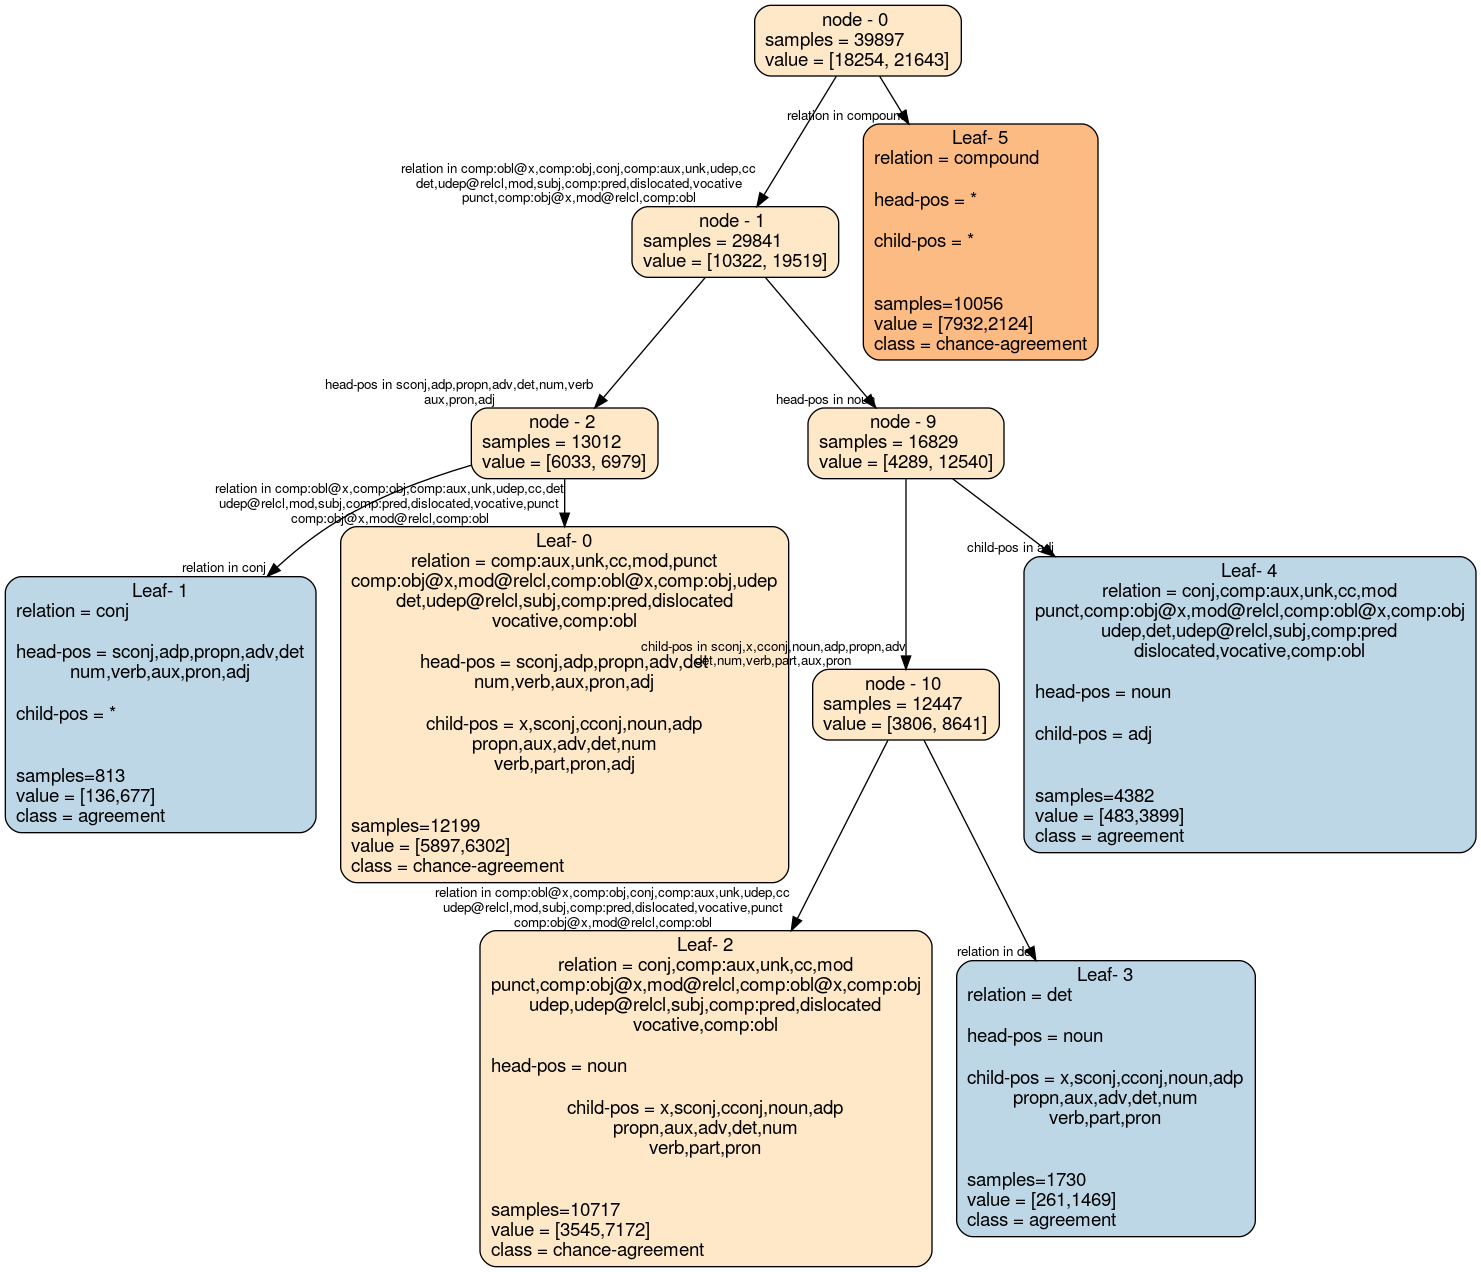 node - 0
samples = 39897
value = [18254, 21643]
relation in compound
Leaf- 5
relation = compound
head-pos = *
child-pos = *
samples=10056
value = [7932,2124]
class = chance-agreement
relation in comp:obl@x,comp:obj,conj,comp:aux,unk,udep,cc
det,udep@relcl,mod,subj,comp:pred,dislocated,vocative
punct,comp:obj@x,mod@relcl,comp:obl
node - 1
samples = 29841
value = [10322, 19519]
head-pos in sconj,adp,propn,adv,det,num,verb
aux,pron,adj
node - 2
samples = 13012
value = [6033, 6979]
head-pos in noun
node - 9
samples = 16829
value = [4289, 12540]
relation in comp:obl@x,comp:obj,comp:aux,unk,udep,cc,det
udep@relcl,mod,subj,comp:pred,dislocated,vocative,punct
comp:obj@x,mod@relcl,comp:obl
relation in conj
Leaf- 1
relation = conj
head-pos = sconj,adp,propn,adv,det
num,verb,aux,pron,adj
child-pos = *
samples=813
value = [136,677]
class = agreement
Leaf- 0
relation = comp:aux,unk,cc,mod,punct
comp:obj@x,mod@relcl,comp:obl@x,comp:obj,udep
det,udep@relcl,subj,comp:pred,dislocated
vocative,comp:obl
head-pos = sconj,adp,propn,adv,det
num,verb,aux,pron,adj
child-pos = x,sconj,cconj,noun,adp
propn,aux,adv,det,num
verb,part,pron,adj
samples=12199
value = [5897,6302]
class = chance-agreement
child-pos in adj
Leaf- 4
relation = conj,comp:aux,unk,cc,mod
punct,comp:obj@x,mod@relcl,comp:obl@x,comp:obj
udep,det,udep@relcl,subj,comp:pred
dislocated,vocative,comp:obl
head-pos = noun
child-pos = adj
samples=4382
value = [483,3899]
class = agreement
child-pos in sconj,x,cconj,noun,adp,propn,adv
det,num,verb,part,aux,pron
node - 10
samples = 12447
value = [3806, 8641]
relation in comp:obl@x,comp:obj,conj,comp:aux,unk,udep,cc
udep@relcl,mod,subj,comp:pred,dislocated,vocative,punct
comp:obj@x,mod@relcl,comp:obl
Leaf- 2
relation = conj,comp:aux,unk,cc,mod
punct,comp:obj@x,mod@relcl,comp:obl@x,comp:obj
udep,udep@relcl,subj,comp:pred,dislocated
vocative,comp:obl
head-pos = noun
child-pos = x,sconj,cconj,noun,adp
propn,aux,adv,det,num
verb,part,pron
samples=10717
value = [3545,7172]
class = chance-agreement
relation in det
Leaf- 3
relation = det
head-pos = noun
child-pos = x,sconj,cconj,noun,adp
propn,aux,adv,det,num
verb,part,pron
samples=1730
value = [261,1469]
class = agreement